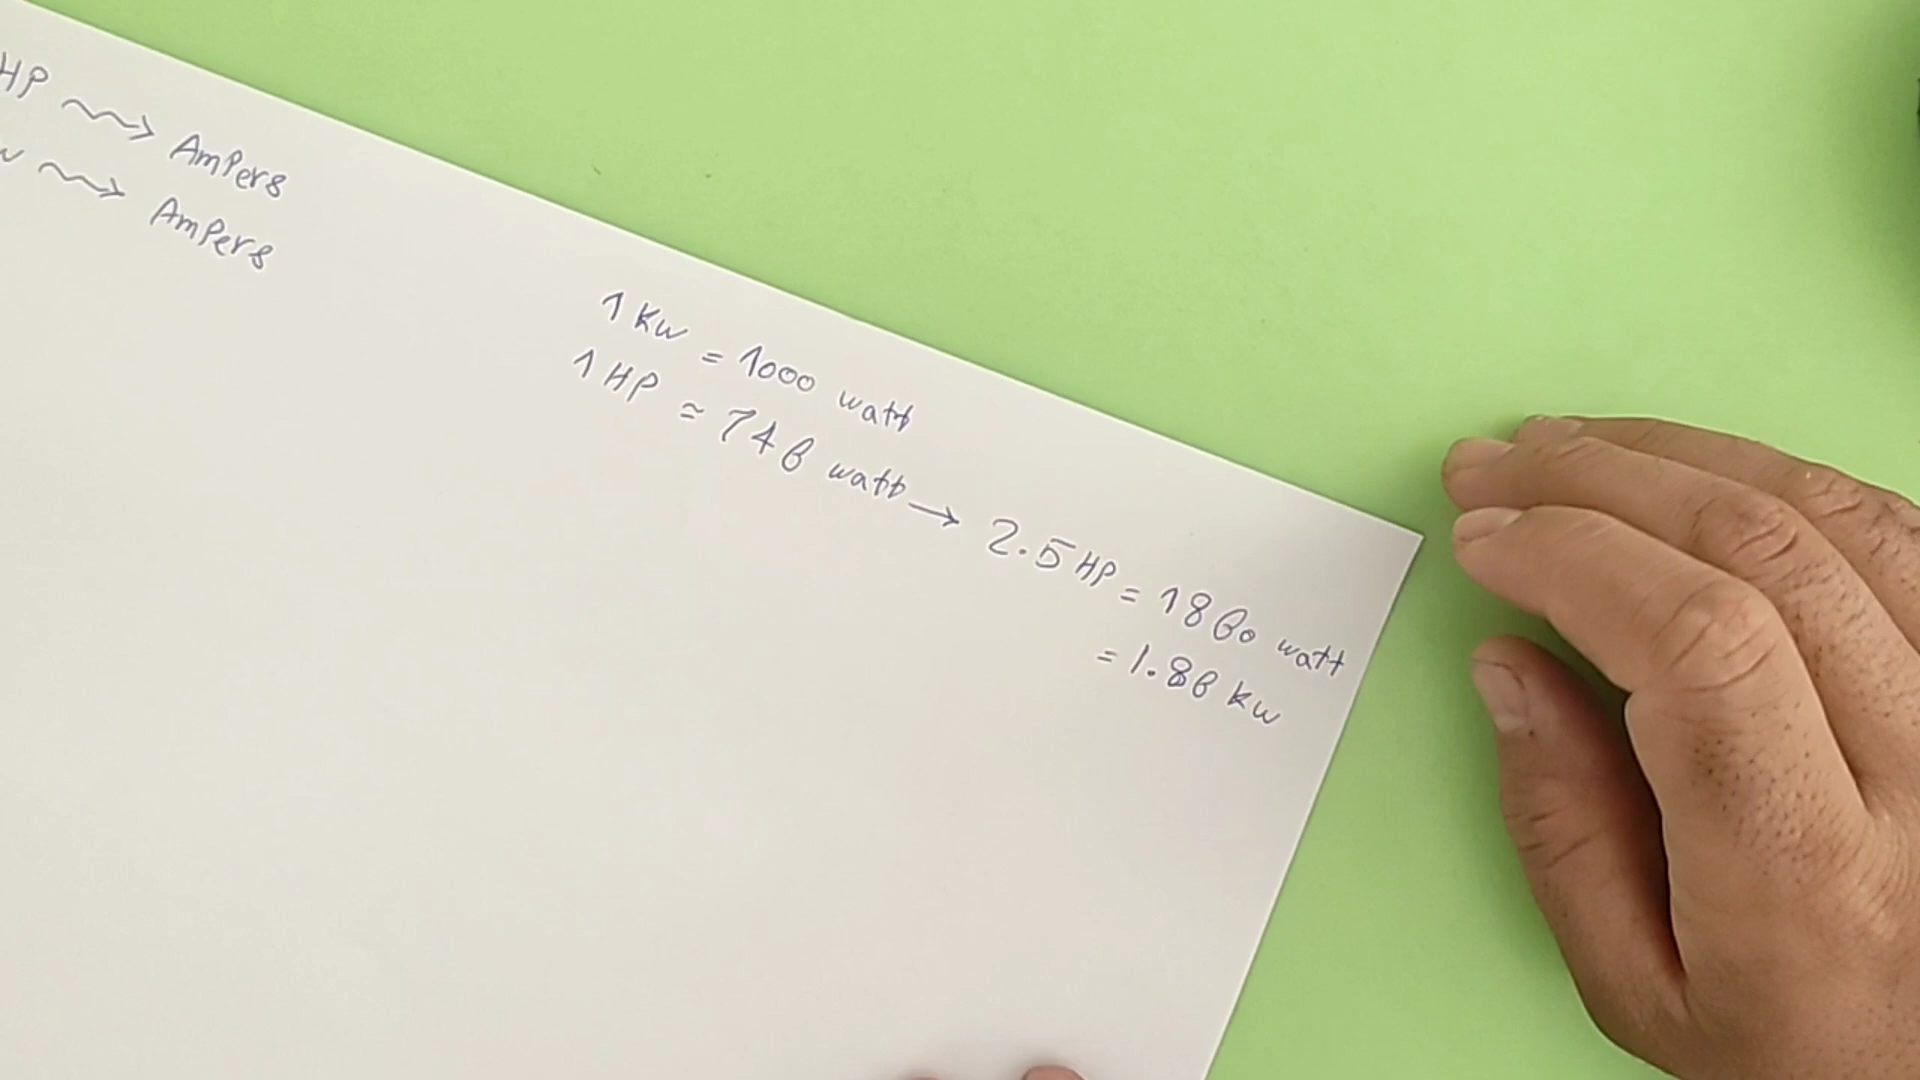 HP → Ampers
w → Ampers
1 Kw = 1000 watt
1 HP ≃ 746 watt → 2.5 HP = 1860 watt
= 1.86 kw